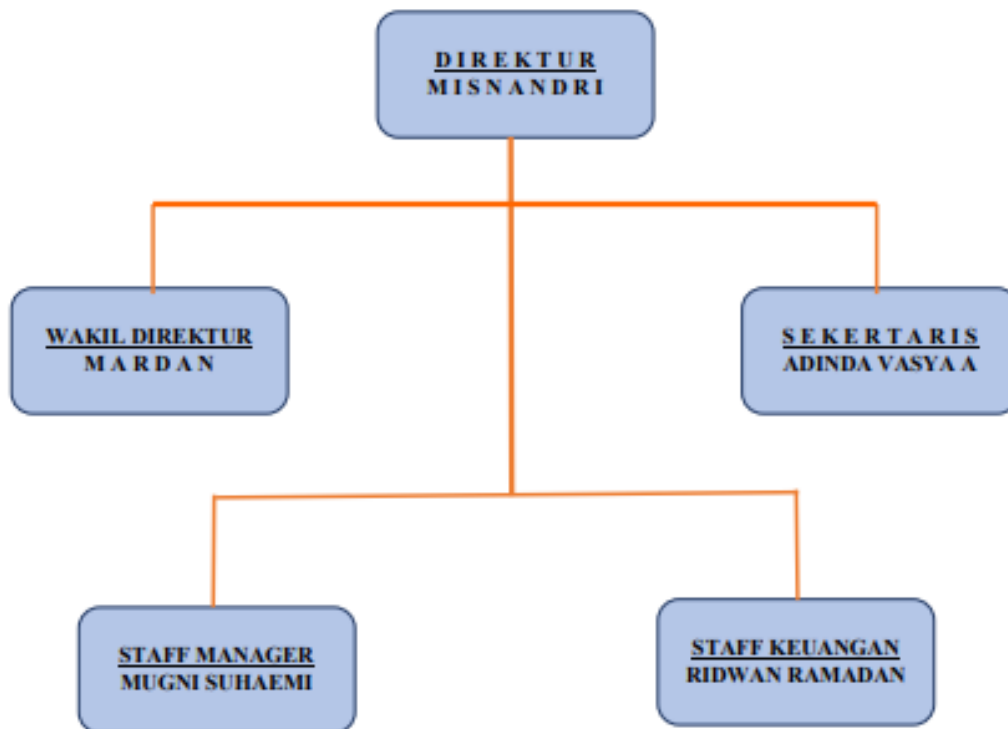 D I R E K T U R
M I S N A N D R I
WAKIL DIREKTUR
M A R D A N
S E K E R T A R I S
ADINDA VASYA A
STAFF MANAGER
MUGNI SUHAEMI
STAFF KEUANGAN
RIDWAN RAMADAN